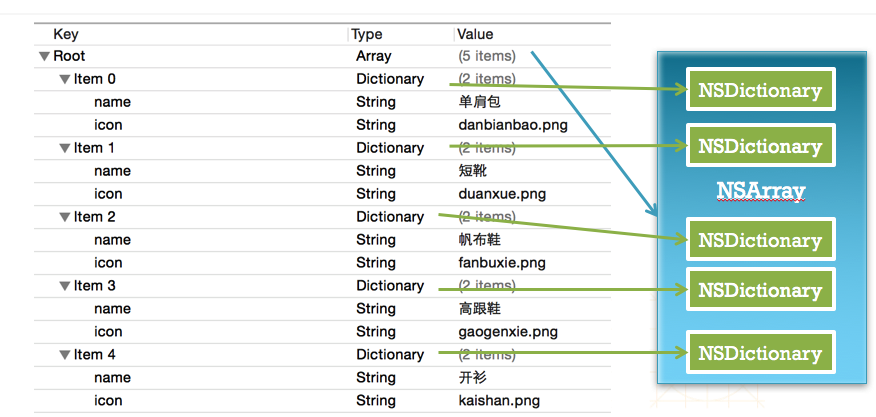 Key Type Value
Root Array (5 items)
Item 0 Dictionary (2 items)
name String 单肩包
icon String danbianbao.png
Item 1 Dictionary (2 items)
name String 短靴
icon String duanxue.png
Item 2 Dictionary (2 items)
name String 帆布鞋
icon String fanbuxie.png
Item 3 Dictionary (2 items)
name String 高跟鞋
icon String gaogenxie.png
Item 4 Dictionary (2 items)
name String 开衫
icon String kaishan.png
NSDictionary
NSDictionary
NSArray
NSDictionary
NSDictionary
NSDictionary